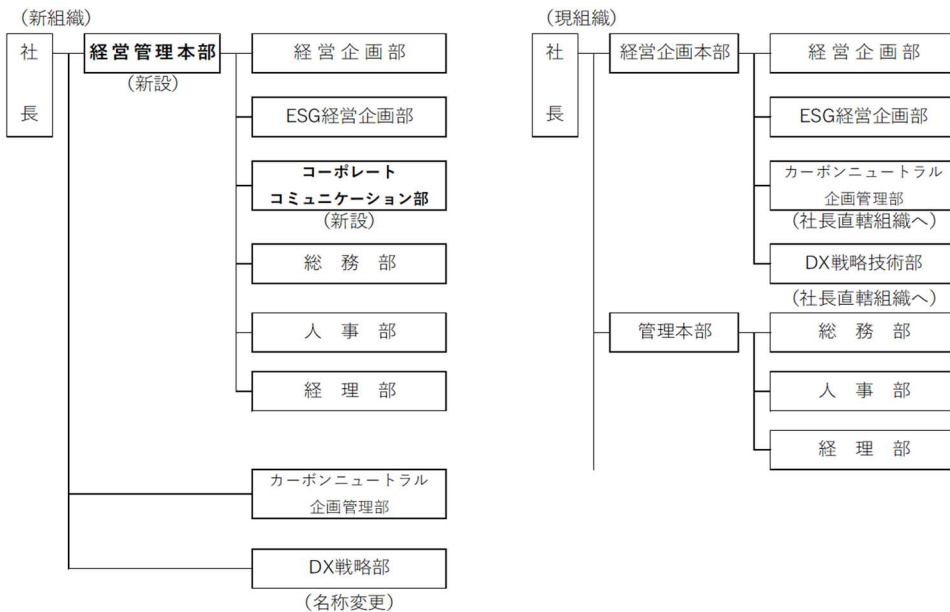 (新組織)
社長
経営管理本部
(新設)
経営企画部
ESG経営企画部
コーポレート
コミュニケーション部
(新設)
総務部
人事部
経理部
カーボンニュートラル
企画管理部
DX戦略部
(名称変更)
(現組織)
社長
経営企画本部
経営企画部
ESG経営企画部
カーボンニュートラル
企画管理部
(社長直轄組織へ)
DX戦略技術部
(社長直轄組織へ)
管理本部
総務部
人事部
経理部